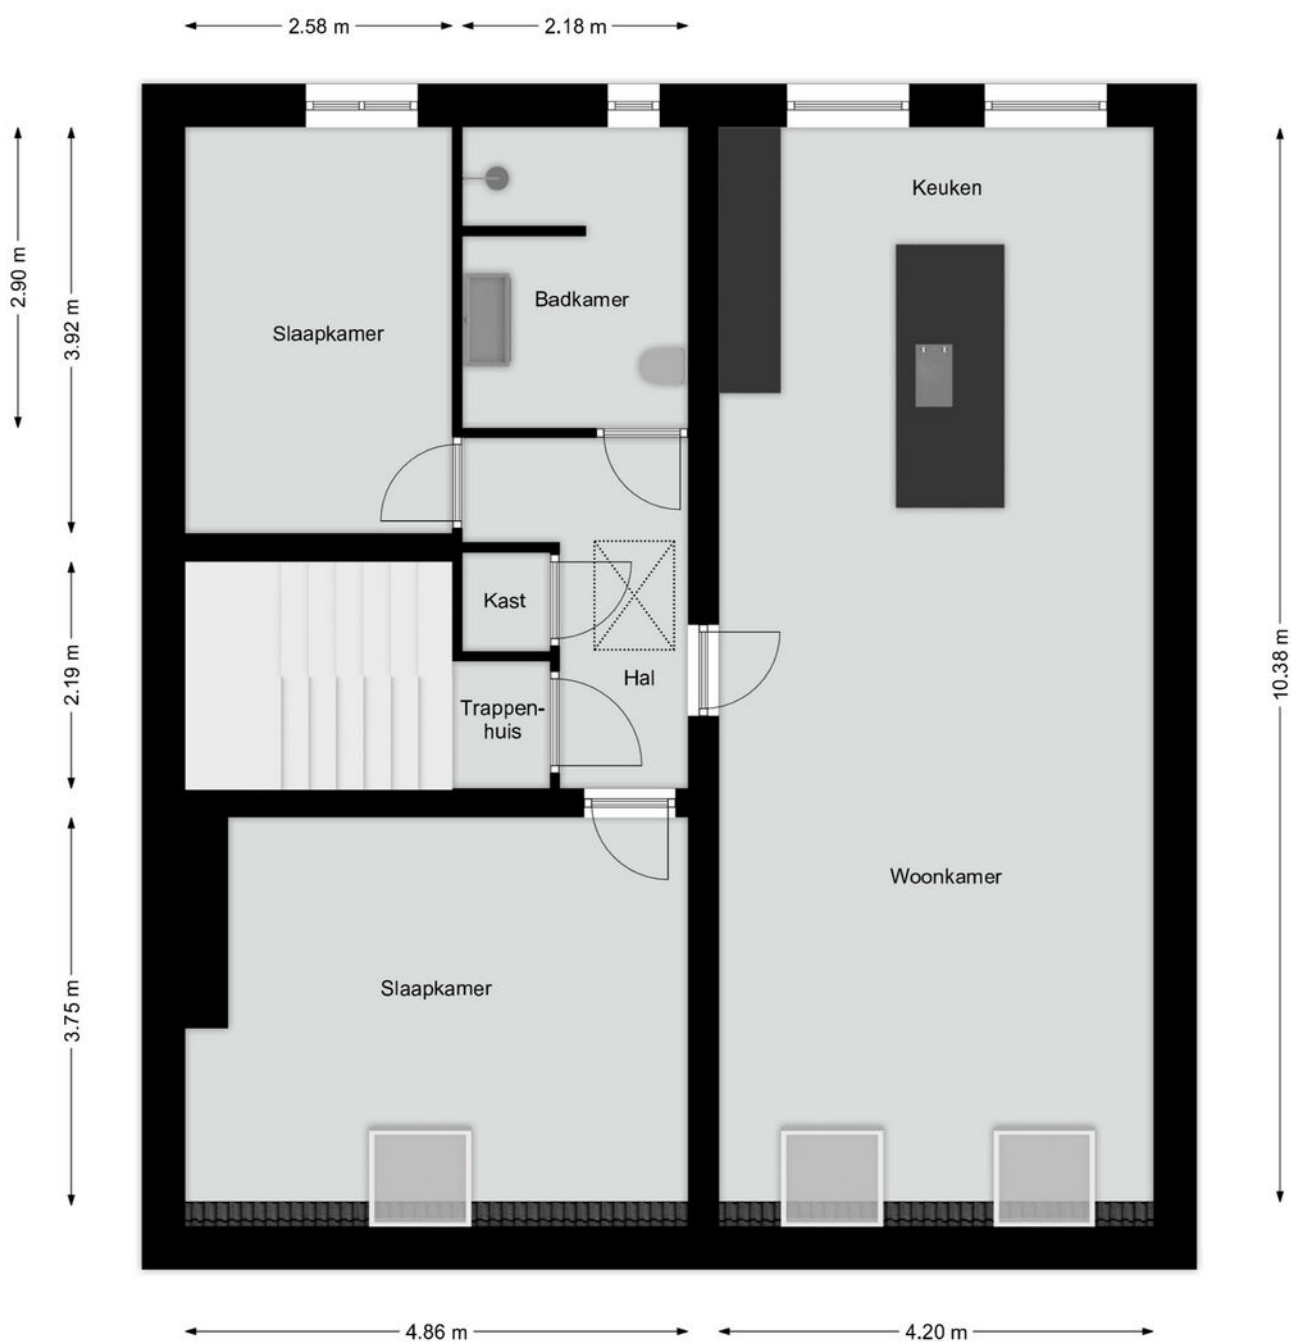 2.58 m
2.18 m
2.90 m
3.92 m
Keuken
Badkamer
Slaapkamer
Kast
2.19 m
Hal
Trappen-
huis
10.38 m
Woonkamer
3.75 m
Slaapkamer
4.86 m
4.20 m